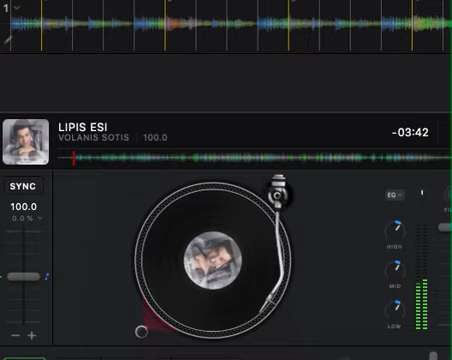 1
LIPIS ESI
VOLANIS SOTIS 100.0
-03:42
SYNC
100.0
0.0 %
EQ
HIGH
MID
LOW